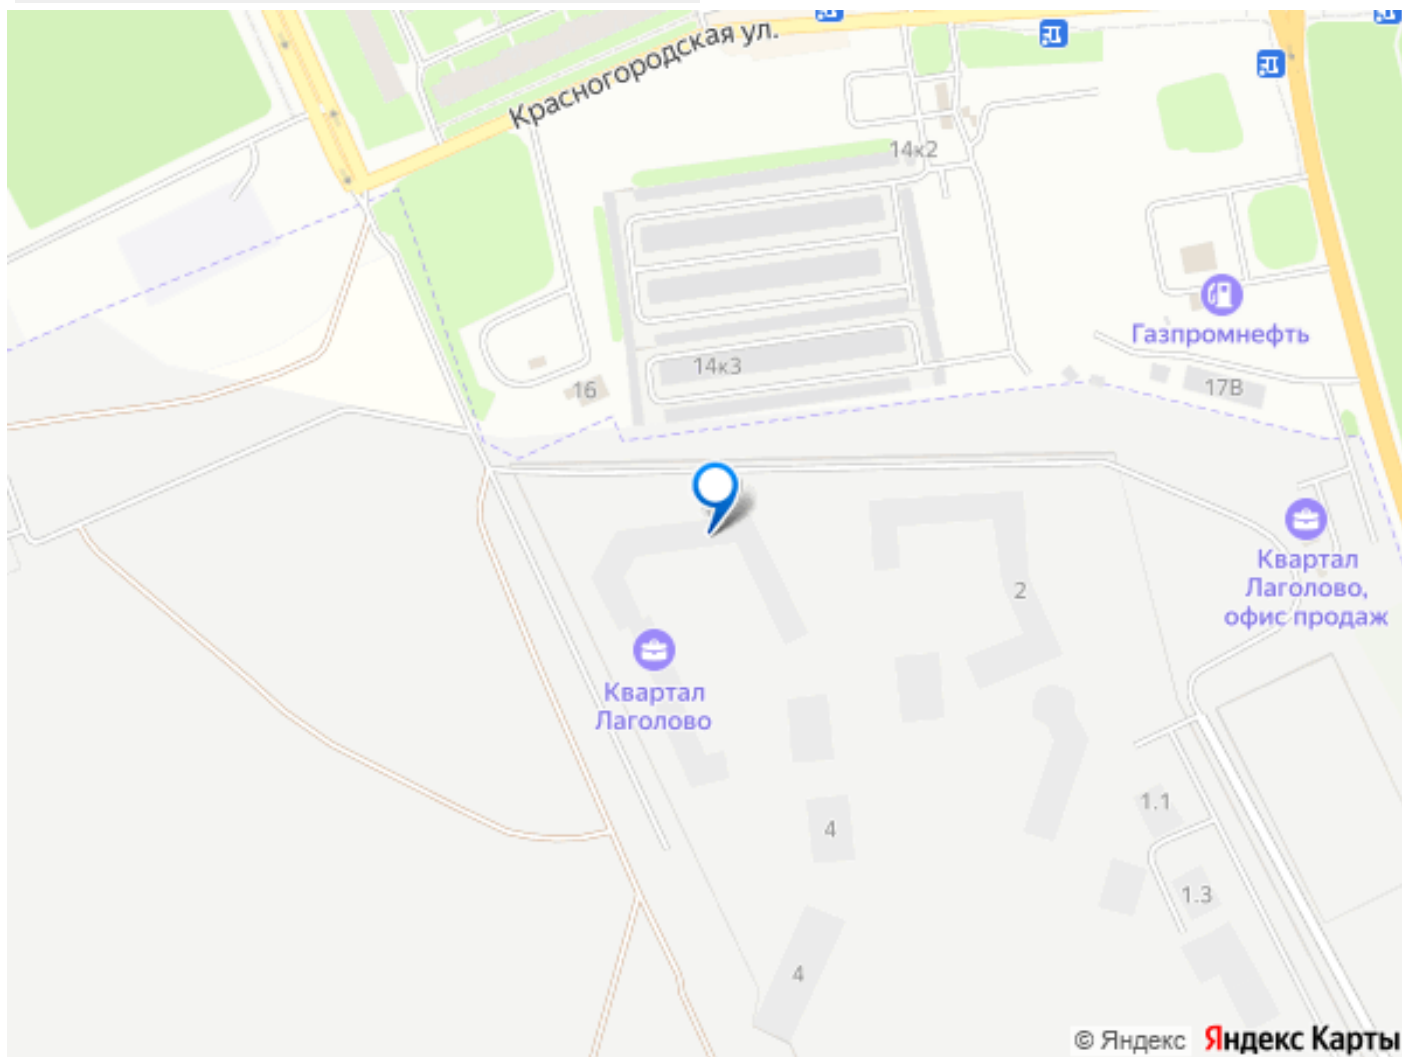 Красногородская ул.
14к2
Газпромнефть
14к3
16
17В
Квартал
Лаголово,
офис продаж
2
Квартал
Лаголово
1.1
4
1.3
4
© Яндекс Яндекс Карты